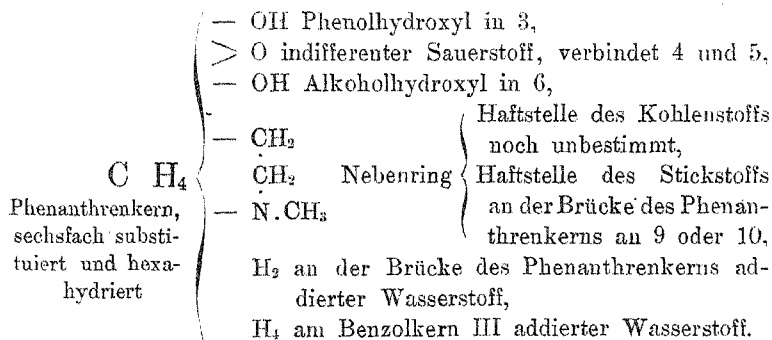 — OH Phenolhydroxyl in 3,
> O indifferenter Sauerstoff, verbindet 4 und 5,
— OH Alkoholhydroxyl in 6,
— CH₂
CH₂ Nebenring
— N.CH₃
Haftstelle des Kohlenstoffs
noch unbestimmt,
Haftstelle des Stickstoffs
an der Brücke des Phenan-
threnkerns an 9 oder 10,
C H₄
Phenanthrenkern,
sechsfach substi-
tuiert und hexa-
hydriert
H₂ an der Brücke des Phenanthrenkerns ad-
dierter Wasserstoff,
H₄ am Benzolkern III addierter Wasserstoff.